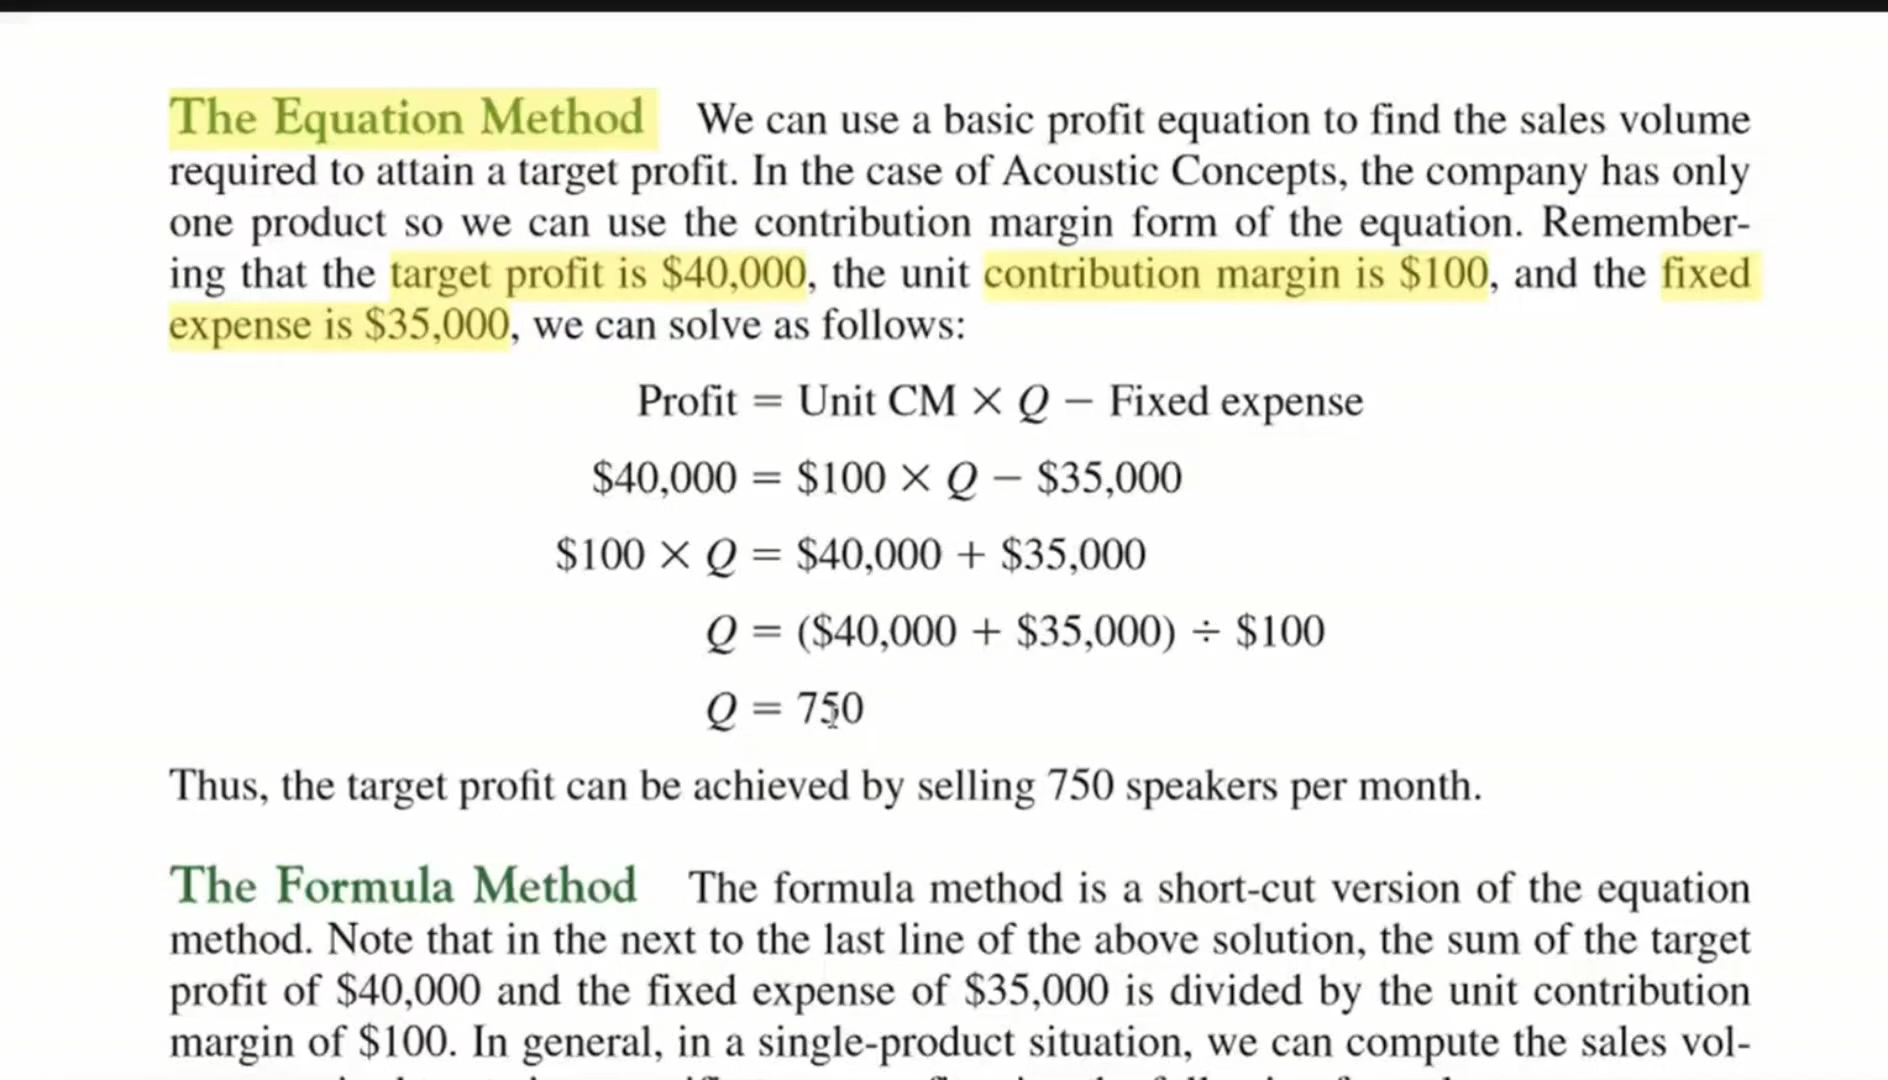 The Equation Method We can use a basic profit equation to find the sales volume
required to attain a target profit. In the case of Acoustic Concepts, the company has only
one product so we can use the contribution margin form of the equation. Remember-
ing that the target profit is $40,000, the unit contribution margin is $100, and the fixed
expense is $35,000, we can solve as follows:
Profit = Unit CM × Q − Fixed expense
$40,000 = $100 × Q − $35,000
$100 × Q = $40,000 + $35,000
Q = ($40,000 + $35,000) ÷ $100
Q = 750
Thus, the target profit can be achieved by selling 750 speakers per month.
The Formula Method The formula method is a short-cut version of the equation
method. Note that in the next to the last line of the above solution, the sum of the target
profit of $40,000 and the fixed expense of $35,000 is divided by the unit contribution
margin of $100. In general, in a single-product situation, we can compute the sales vol-